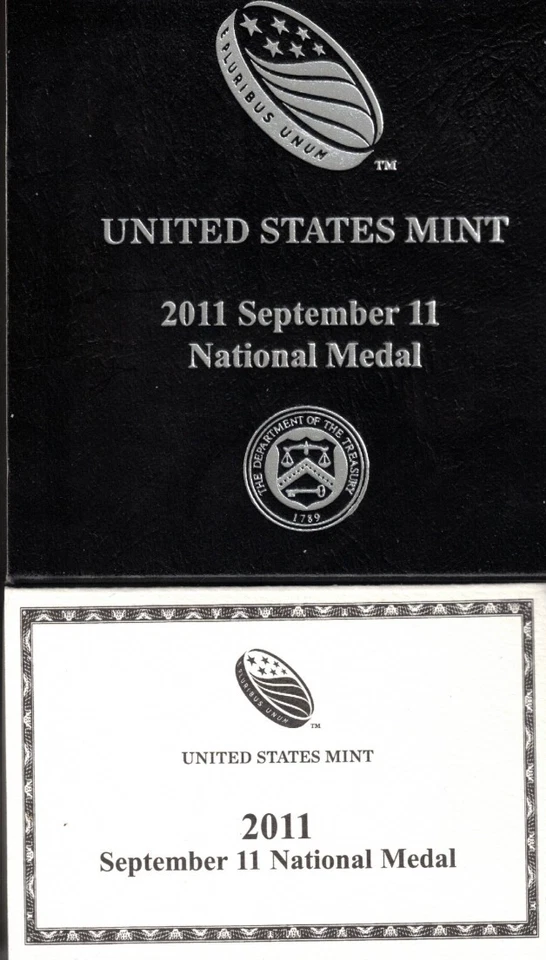 E PLURIBUS UNUM
TM
UNITED STATES MINT
2011 September 11
National Medal
THE DEPARTMENT OF THE TREASURY
1789
E PLURIBUS UNUM
TM
UNITED STATES MINT
2011
September 11 National Medal